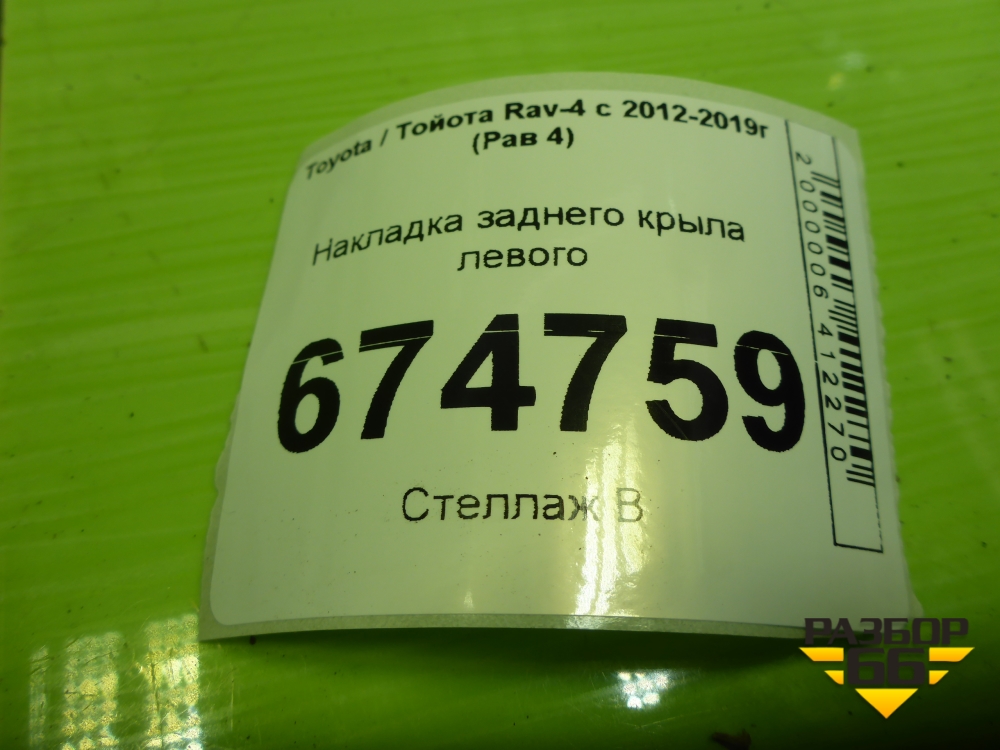 Toyota / Тойота Rav-4 с 2012-2019г
(Рав 4)
Накладка заднего крыла
левого
674759
Стеллаж В
2000006412270
РАЗБОР
66